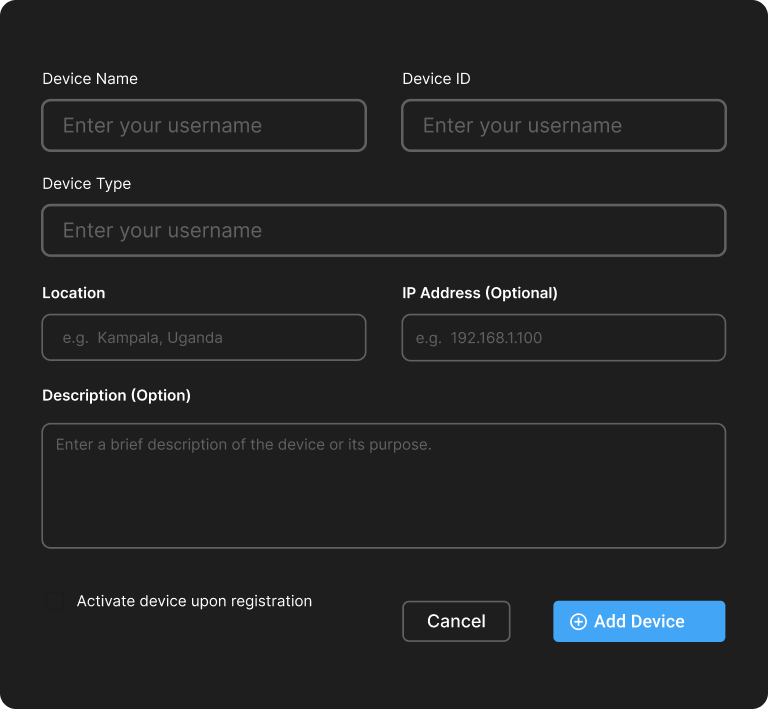 Device Name
Device ID
Enter your username
Enter your username
Device Type
Enter your username
Location
IP Address (Optional)
e.g. Kampala, Uganda
e.g. 192.168.1.100
Description (Option)
Enter a brief description of the device or its purpose.
Activate device upon registration
Cancel
Add Device